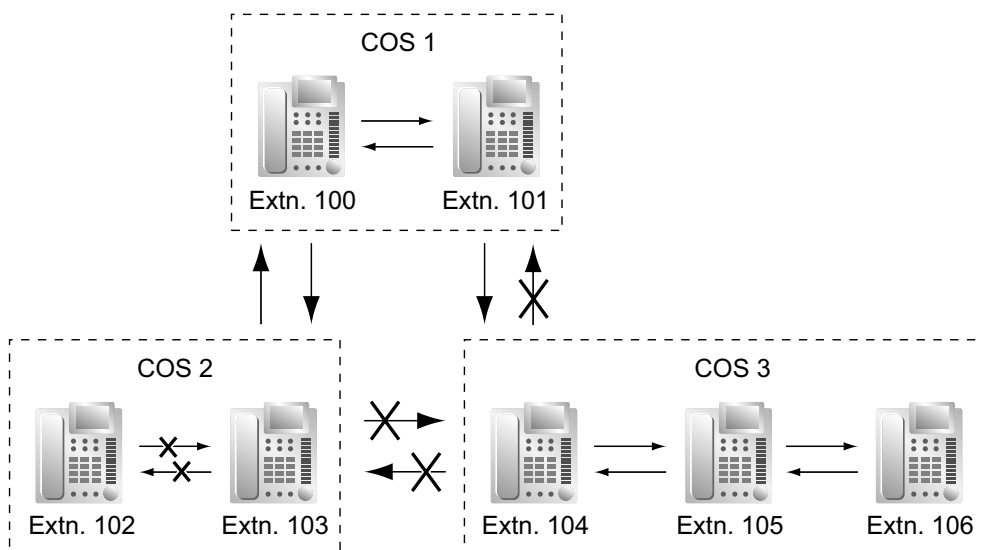 COS 1
Extn. 100
Extn. 101
COS 2
COS 3
Extn. 102
Extn. 103
Extn. 104
Extn. 105
Extn. 106